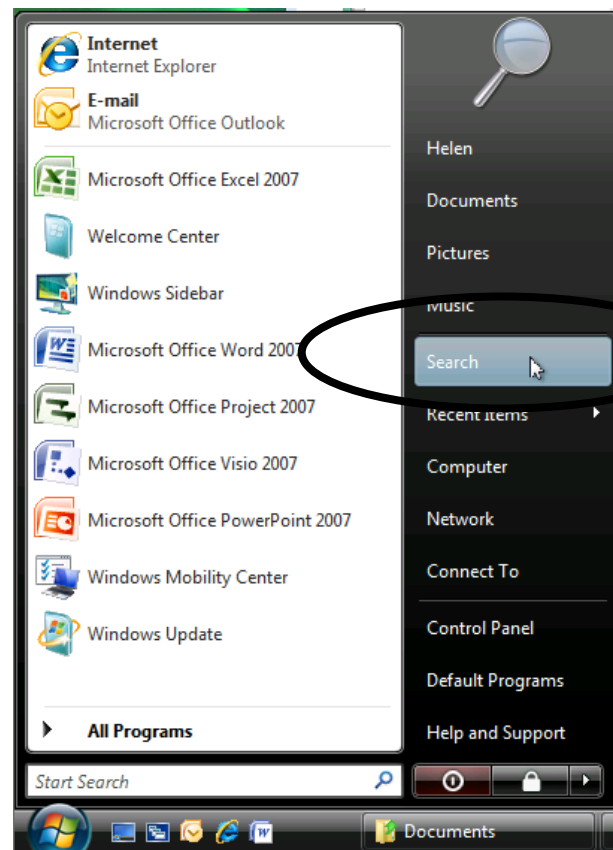 Internet
Internet Explorer
E-mail
Microsoft Office Outlook
Microsoft Office Excel 2007
Welcome Center
Windows Sidebar
Microsoft Office Word 2007
Microsoft Office Project 2007
Microsoft Office Visio 2007
Microsoft Office PowerPoint 2007
Windows Mobility Center
Windows Update
All Programs
Start Search
Helen
Documents
Pictures
Music
Search
Recent Items
Computer
Network
Connect To
Control Panel
Default Programs
Help and Support
Documents